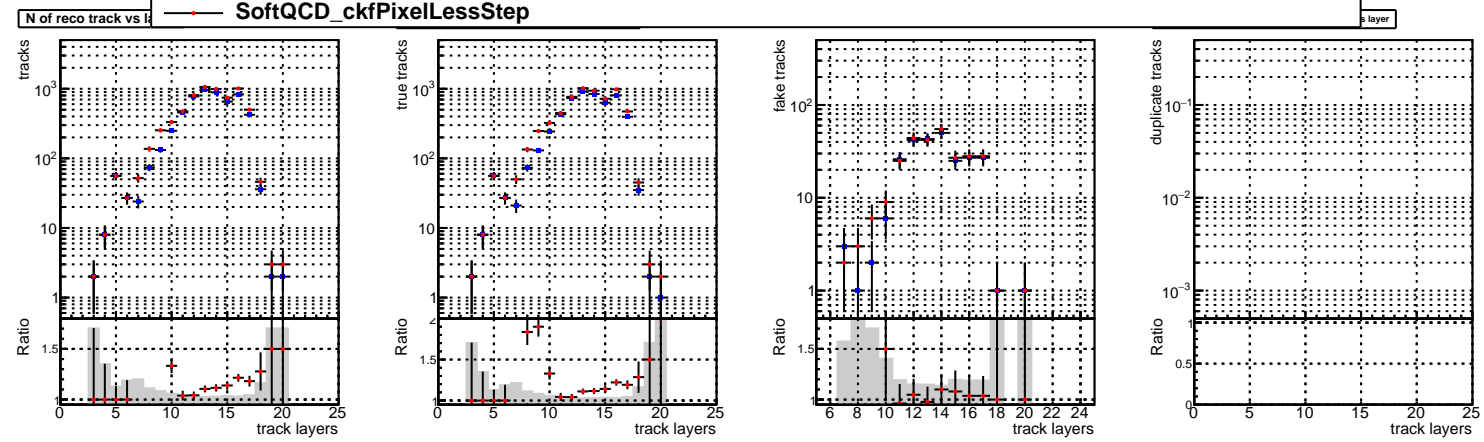 SoftQCD_ckfPixelLessStep
N of reco track vs
layer
tracks
10³
10²
10
1
Ratio
1.5
1
0 5 10 15 20 25
track layers
true tracks
10³
10²
10
1
Ratio
2
1.5
1
0 5 10 15 20 25
track layers
fake tracks
10²
10
1
Ratio
1.5
1
6 8 10 12 14 16 18 20 22 24
track layers
duplicate tracks
10⁻¹
10⁻²
10⁻³
Ratio
1
0.5
0
0 5 10 15 20 25
track layers